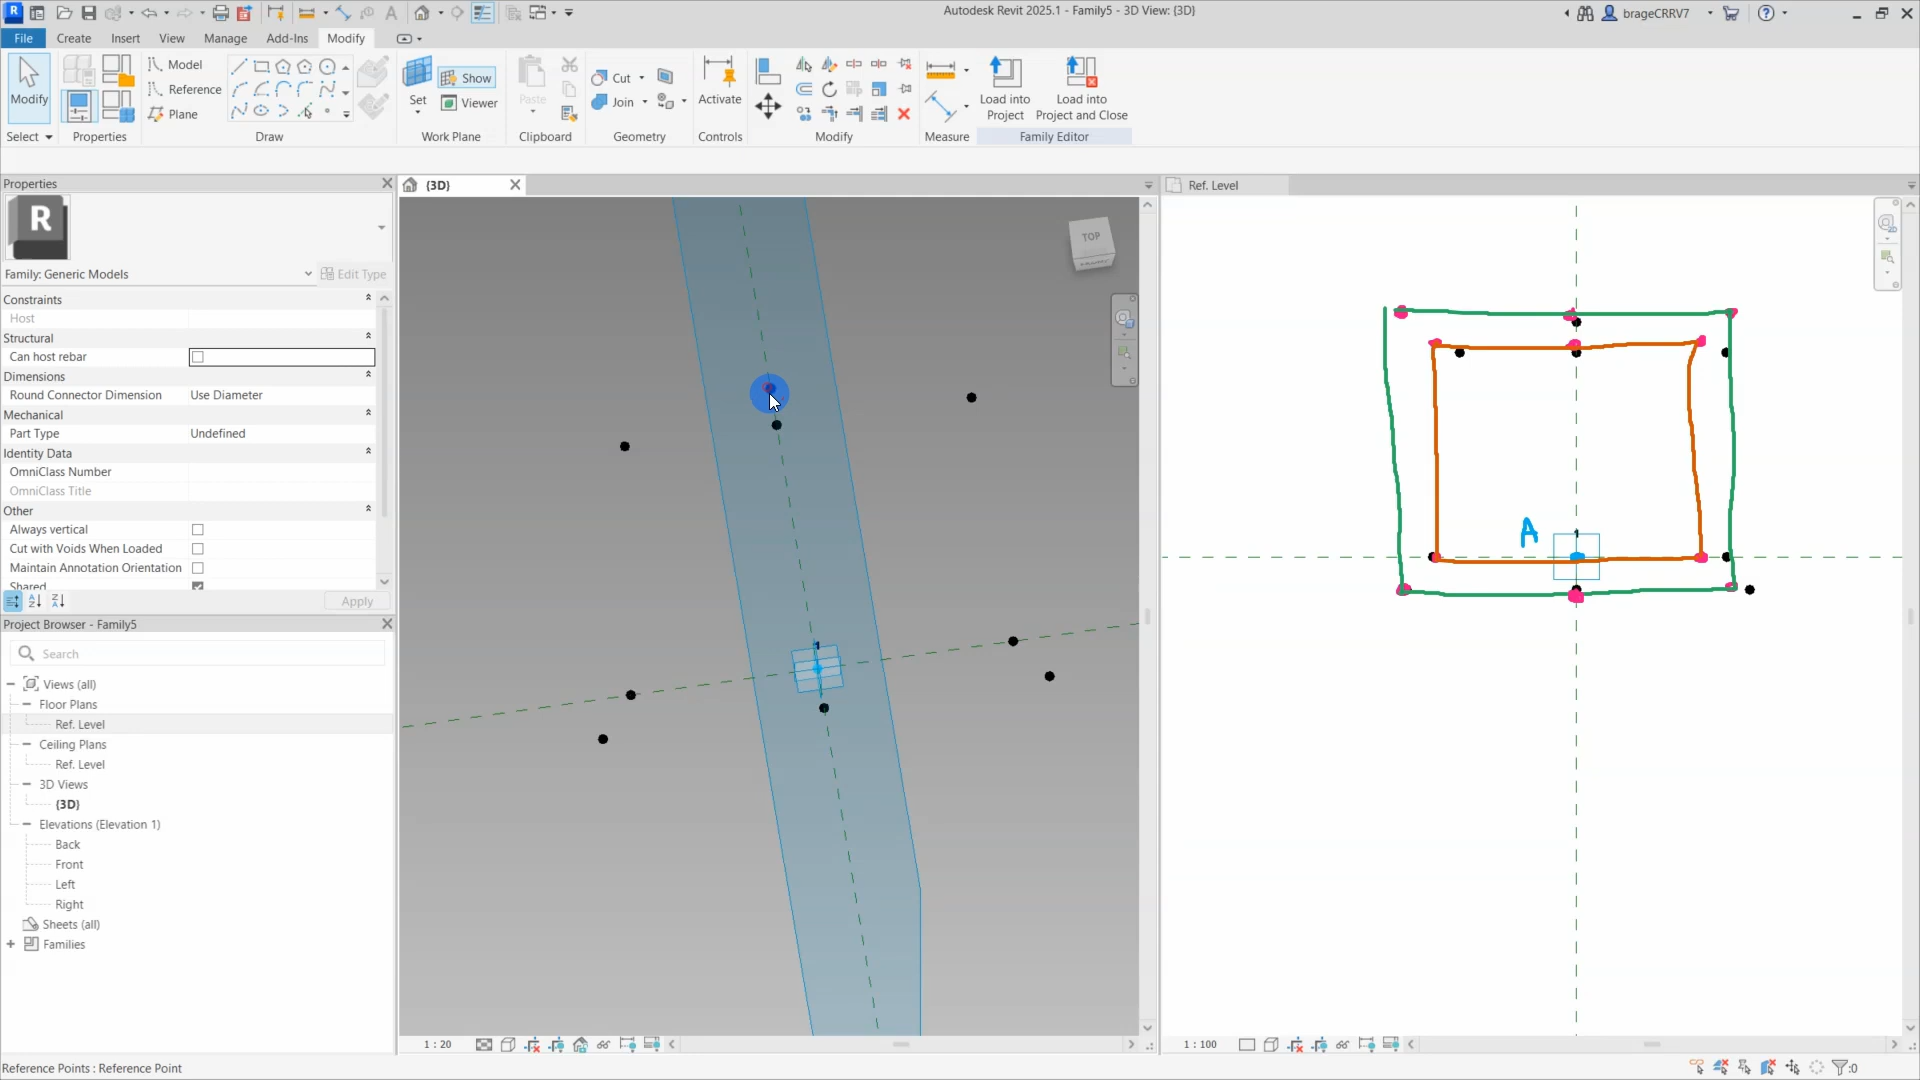 Autodesk Revit 2025.1 - Family5 - 3D View: {3D}
brageCRRV7
File Create Insert View Manage Add-Ins Modify
Modify
Model
Reference
Plane
Set
Show
Viewer
Paste
Cut
Join
Activate
Load into
Project
Load into
Project and Close
Select Properties Draw Work Plane Clipboard Geometry Controls Modify Measure Family Editor
Properties
R
Family: Generic Models
Edit Type
Constraints
Host
Structural
Can host rebar
Dimensions
Round Connector Dimension Use Diameter
Mechanical
Part Type Undefined
Identity Data
OmniClass Number
OmniClass Title
Other
Always vertical
Cut with Voids When Loaded
Maintain Annotation Orientation
Shared
Apply
Project Browser - Family5
Search
Views (all)
Floor Plans
Ref. Level
Ceiling Plans
Ref. Level
3D Views
{3D}
Elevations (Elevation 1)
Back
Front
Left
Right
Sheets (all)
Families
{3D}
TOP
1 : 20
Ref. Level
A
1 : 100
Reference Points : Reference Point
:0